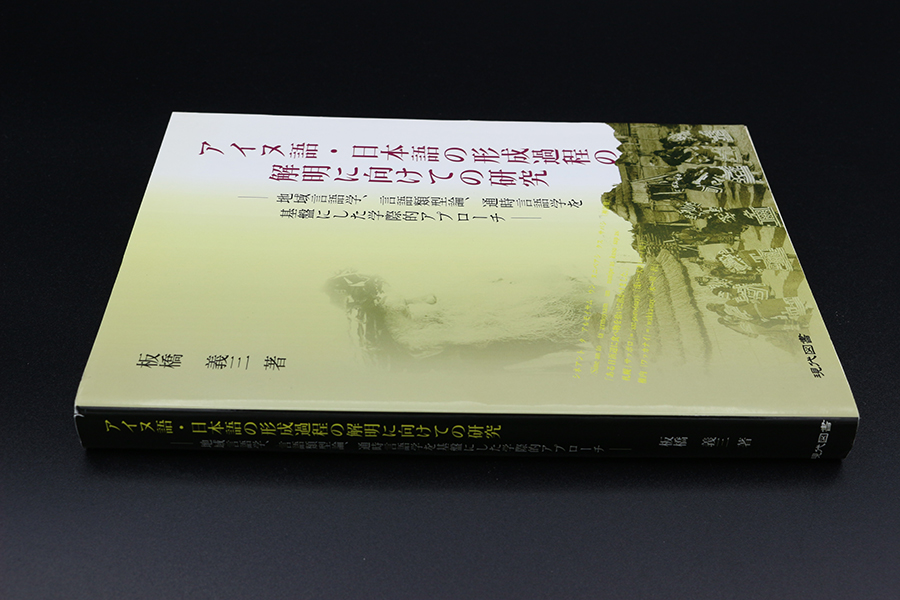 アイヌ語・日本語の形成過程の
解明に向けての研究
―地域言語学、言語類型論、通時言語学を
基盤にした学際的アプローチ―
板橋 義三 著
現代図書
アイヌ語・日本語の形成過程の解明に向けての研究
―地域言語学、言語類型論、通時言語学を基盤にした学際的アプローチ―
板橋 義三 著
現代図書